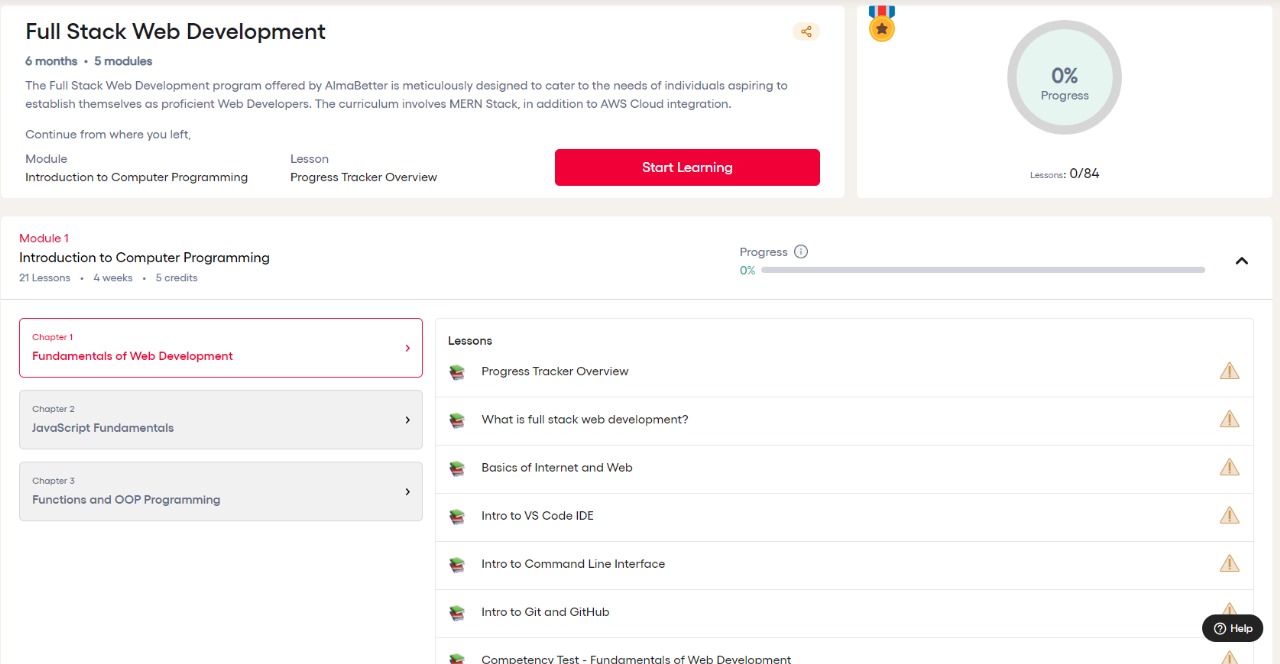 Full Stack Web Development
6 months • 5 modules
The Full Stack Web Development program offered by AlmaBetter is meticulously designed to cater to the needs of individuals aspiring to
establish themselves as proficient Web Developers. The curriculum involves MERN Stack, in addition to AWS Cloud integration.
Continue from where you left,
Module
Introduction to Computer Programming
Lesson
Progress Tracker Overview
Start Learning
0%
Progress
Lessons: 0/84
Module 1
Introduction to Computer Programming
21 Lessons • 4 weeks • 5 credits
Progress
0%
Chapter 1
Fundamentals of Web Development
Chapter 2
JavaScript Fundamentals
Chapter 3
Functions and OOP Programming
Lessons
Progress Tracker Overview
What is full stack web development?
Basics of Internet and Web
Intro to VS Code IDE
Intro to Command Line Interface
Intro to Git and GitHub
Competency Test - Fundamentals of Web Development
Help